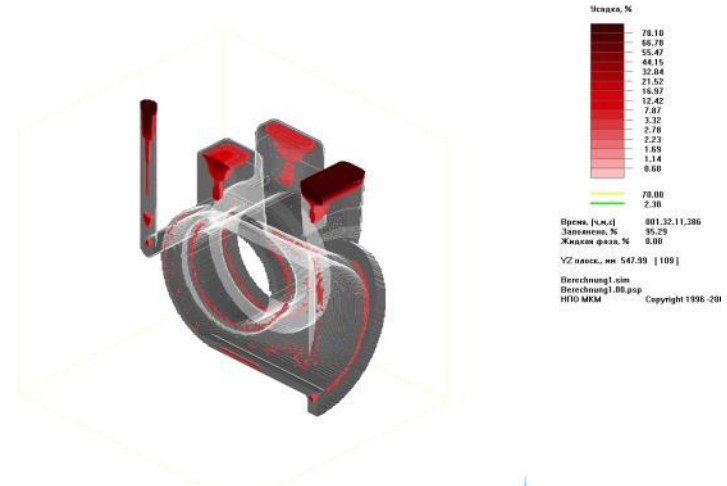 Усадка, %
78.10
66.78
55.47
44.15
32.84
21.52
16.97
12.42
7.87
3.32
2.78
2.23
1.69
1.14
0.60
70.00
2.30
Время, (ч,м,с) 001.32.11,386
Заполнено, % 95.29
Жидкая фаза, % 0.00
YZ плоск., мм 547.99 [109]
Berechnung1.sim
Berechnung1.00.psp
НПО МКМ Copyright 1996-200